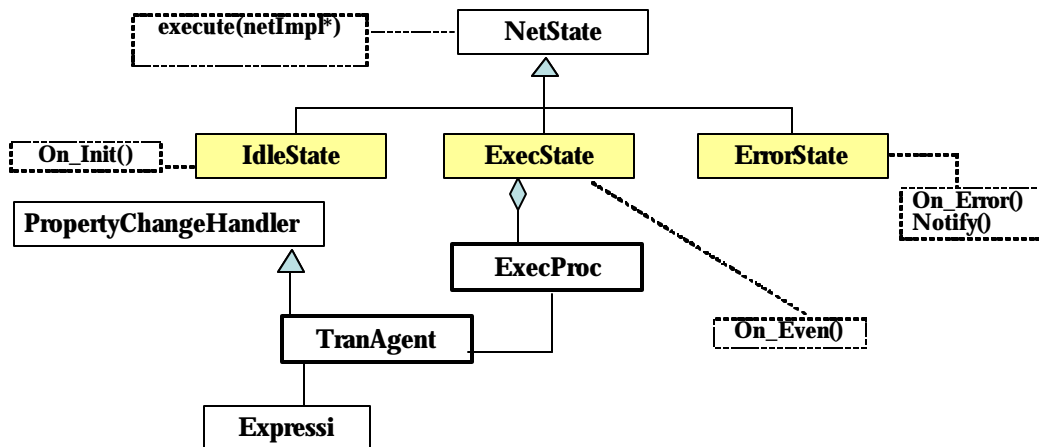 execute(netImpl*)
NetState
On_Init()
IdleState
ExecState
ErrorState
On_Error()
Notify()
PropertyChangeHandler
ExecProc
On_Even()
TranAgent
Expressi